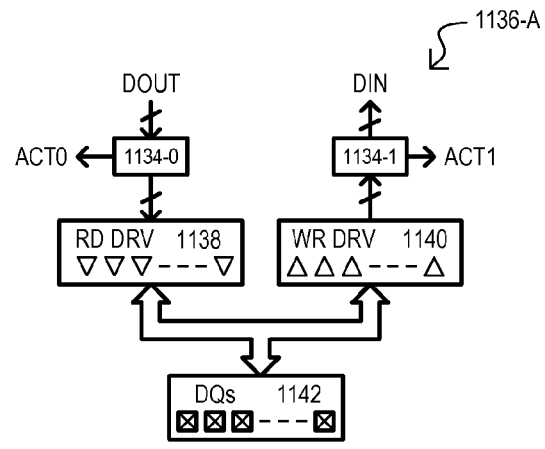 1136-A
DOUT DIN
ACT0 1134-0 1134-1 ACT1
RD DRV 1138 WR DRV 1140
DQs 1142